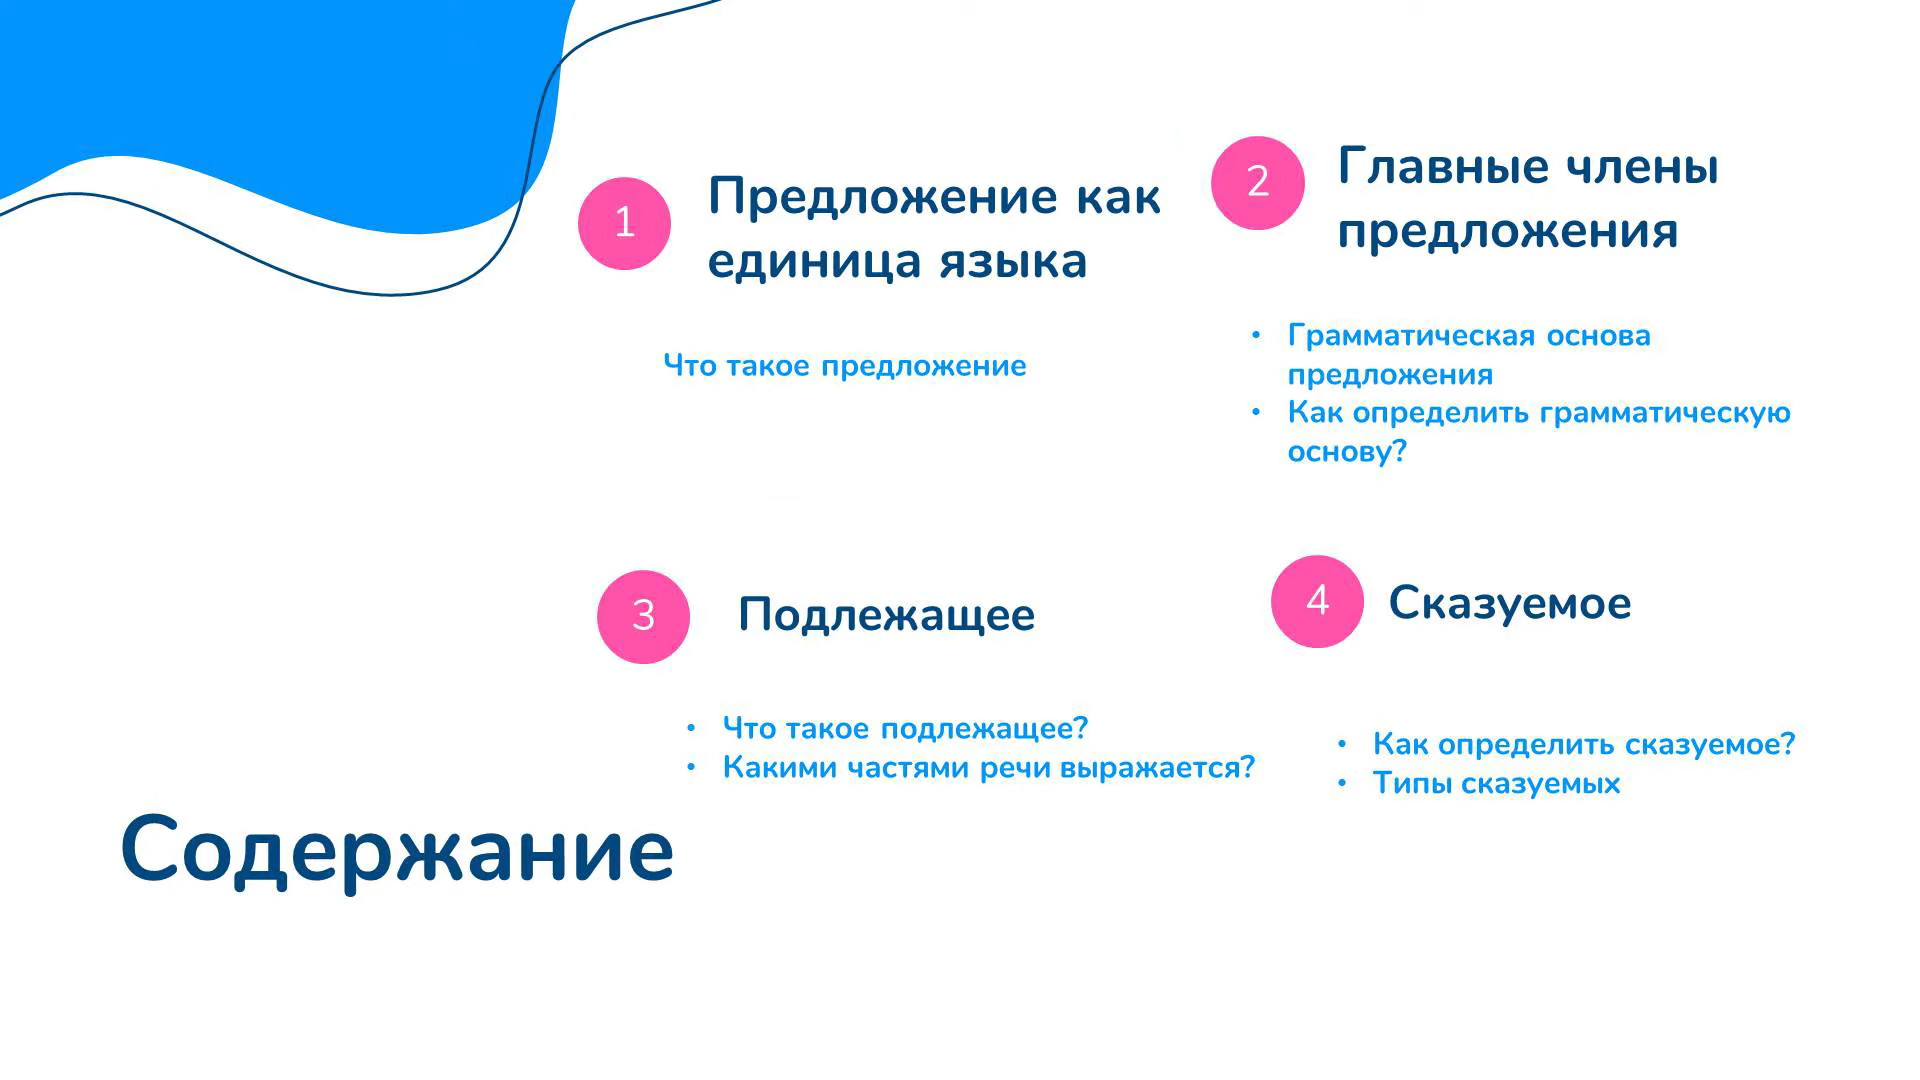 1
Предложение как
единица языка
Что такое предложение
2
Главные члены
предложения
• Грамматическая основа
предложения
• Как определить грамматическую
основу?
3
Подлежащее
• Что такое подлежащее?
• Какими частями речи выражается?
4
Сказуемое
• Как определить сказуемое?
• Типы сказуемых
Содержание